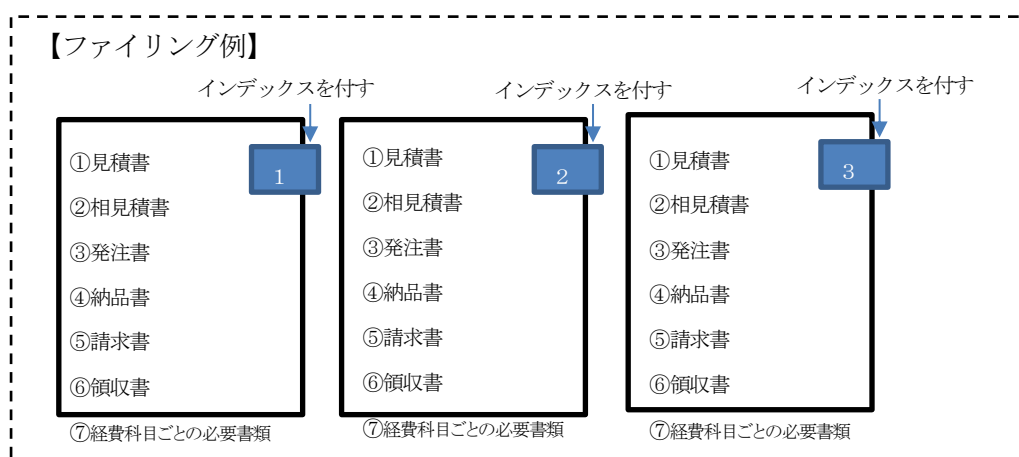 【ファイリング例】
インデックスを付す
インデックスを付す
インデックスを付す
1
①見積書
②相見積書
③発注書
④納品書
⑤請求書
⑥領収書
⑦経費科目ごとの必要書類
2
①見積書
②相見積書
③発注書
④納品書
⑤請求書
⑥領収書
⑦経費科目ごとの必要書類
3
①見積書
②相見積書
③発注書
④納品書
⑤請求書
⑥領収書
⑦経費科目ごとの必要書類